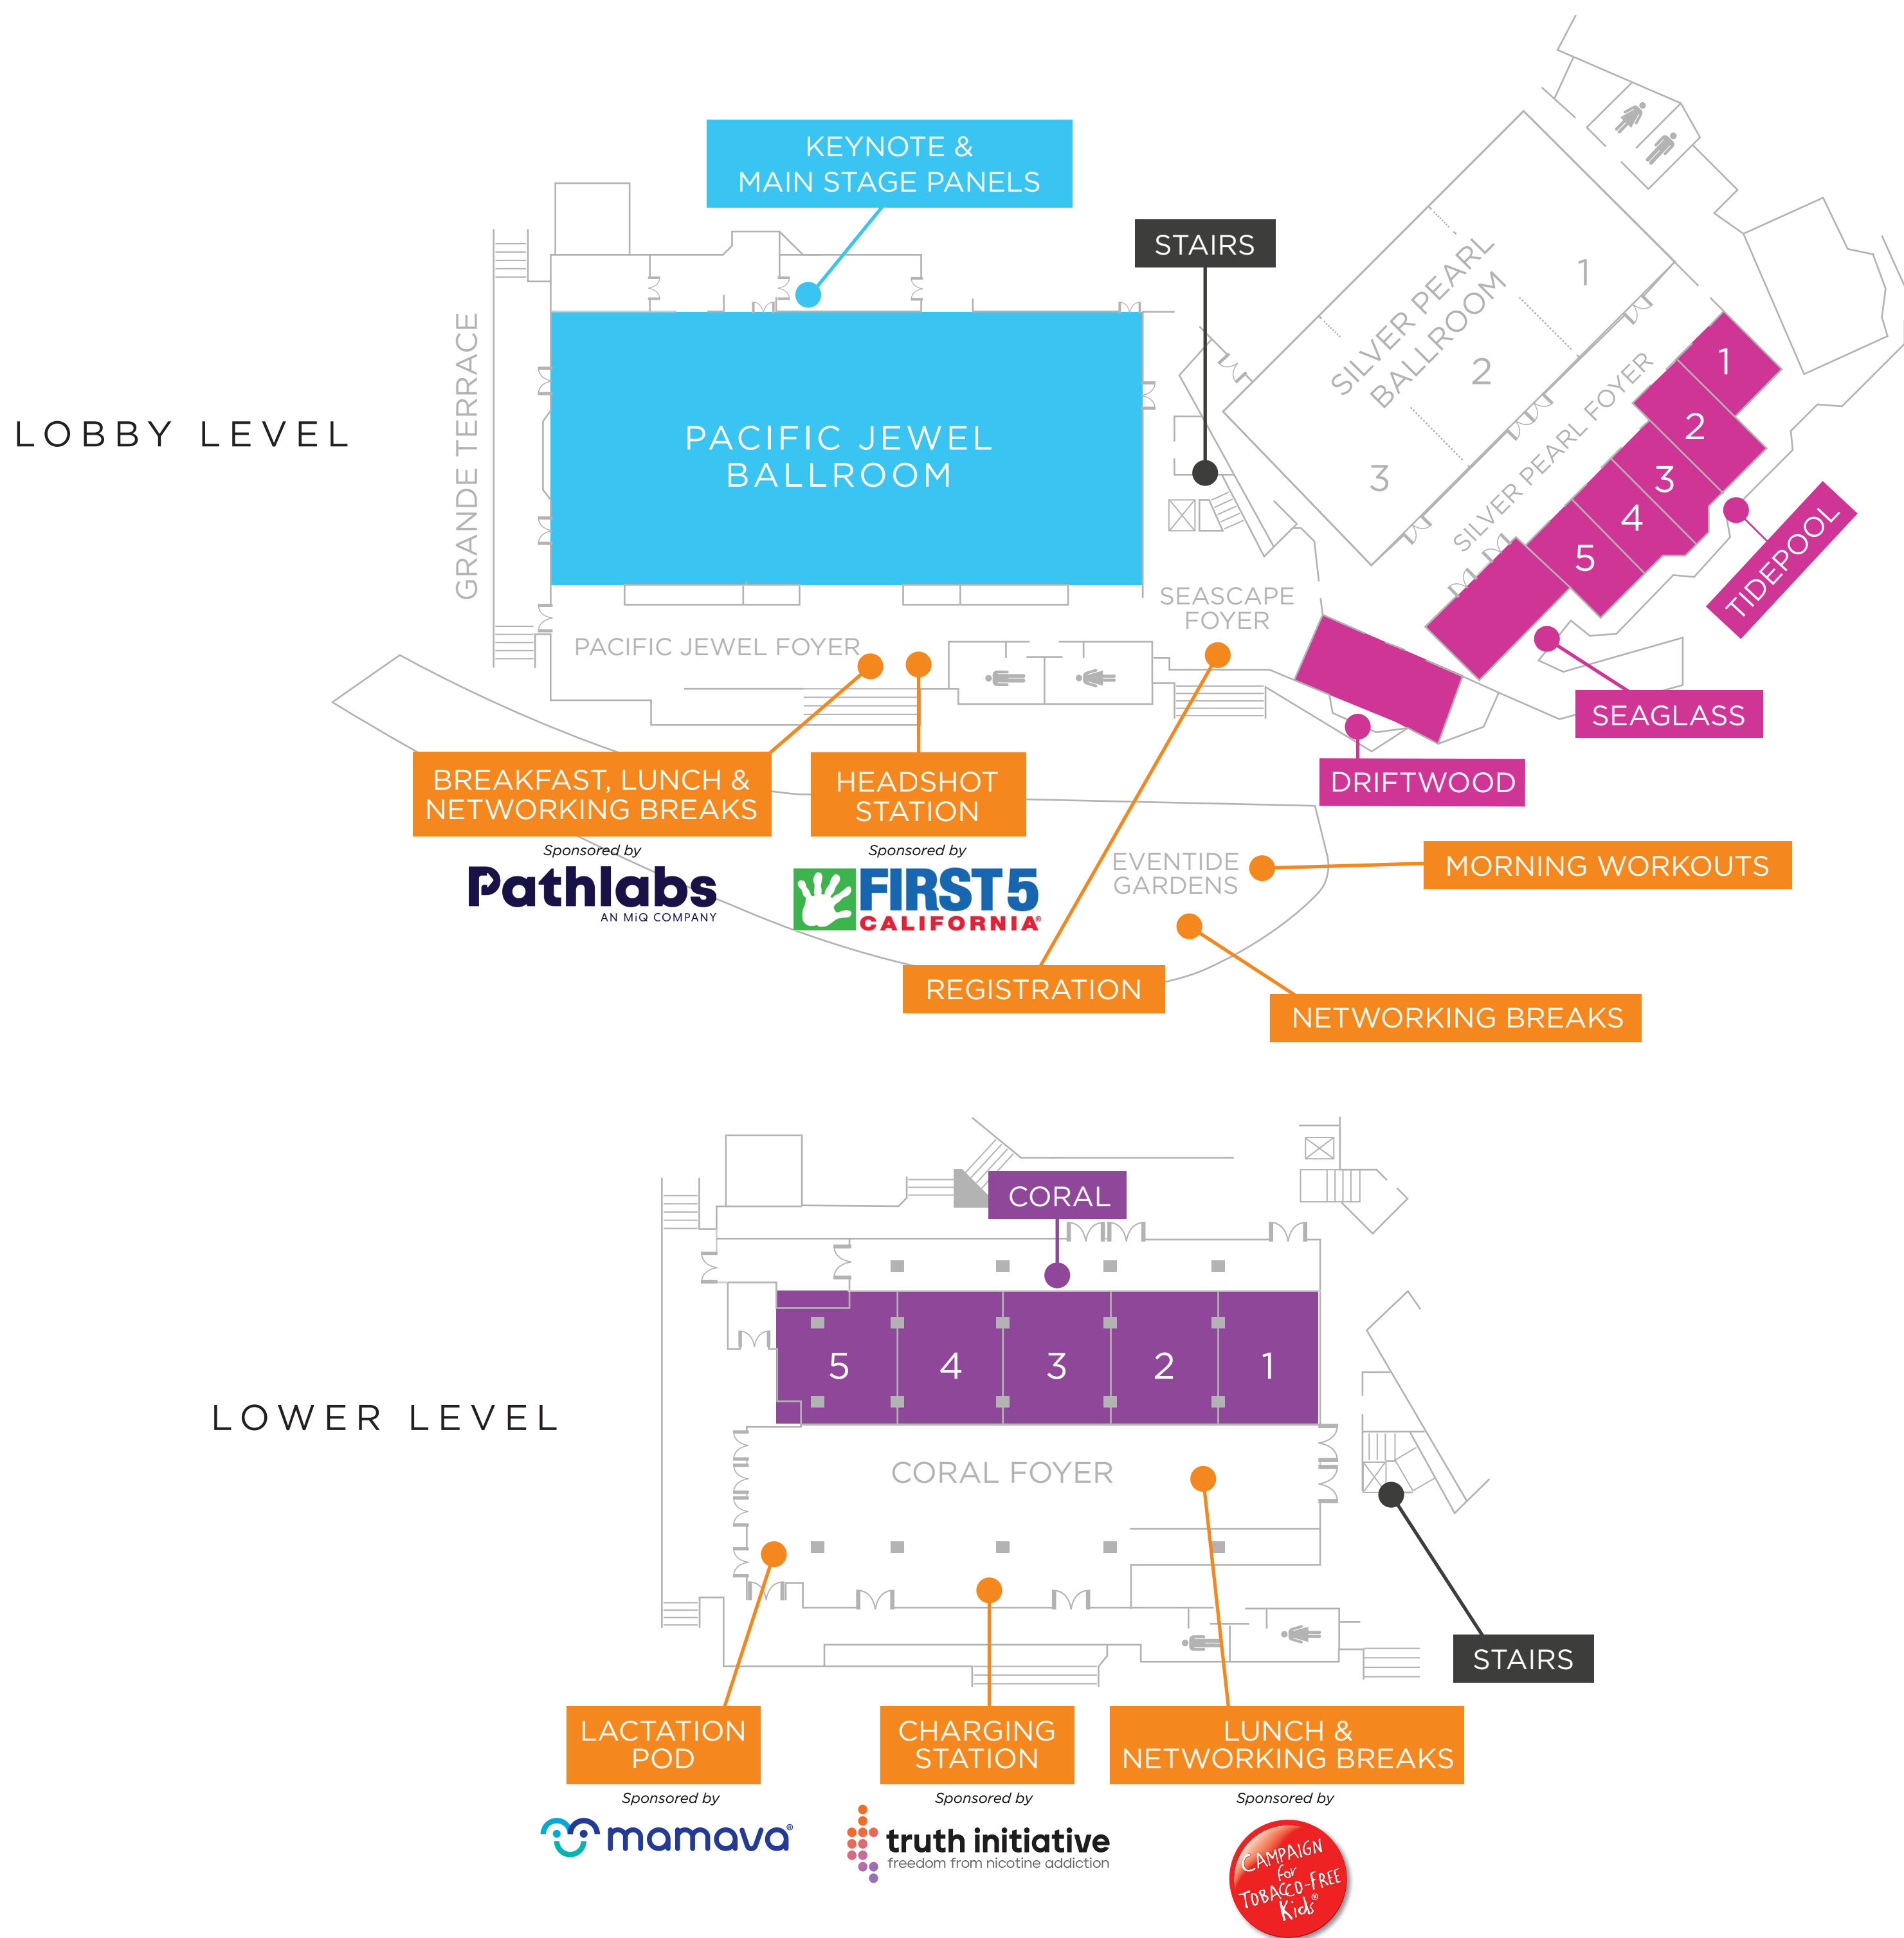 KEYNOTE &
MAIN STAGE PANELS
STAIRS
SILVER PEARL
BALLROOM
1
2
3
SILVER PEARL FOYER
1
2
3
4
5
TIDEPOOL
LOBBY LEVEL
GRANDE TERRACE
PACIFIC JEWEL
BALLROOM
SEASCAPE
FOYER
PACIFIC JEWEL FOYER
SEAGLASS
DRIFTWOOD
BREAKFAST, LUNCH &
NETWORKING BREAKS
Sponsored by
Pathlabs
AN MiQ COMPANY
HEADSHOT
STATION
Sponsored by
FIRST 5
CALIFORNIA®
EVENTIDE
GARDENS
MORNING WORKOUTS
REGISTRATION
NETWORKING BREAKS
LOWER LEVEL
CORAL
5
4
3
2
1
CORAL FOYER
STAIRS
LACTATION
POD
Sponsored by
mamava®
CHARGING
STATION
Sponsored by
truth initiative
freedom from nicotine addiction
LUNCH &
NETWORKING BREAKS
Sponsored by
CAMPAIGN
for
TOBACCO-FREE
Kids®